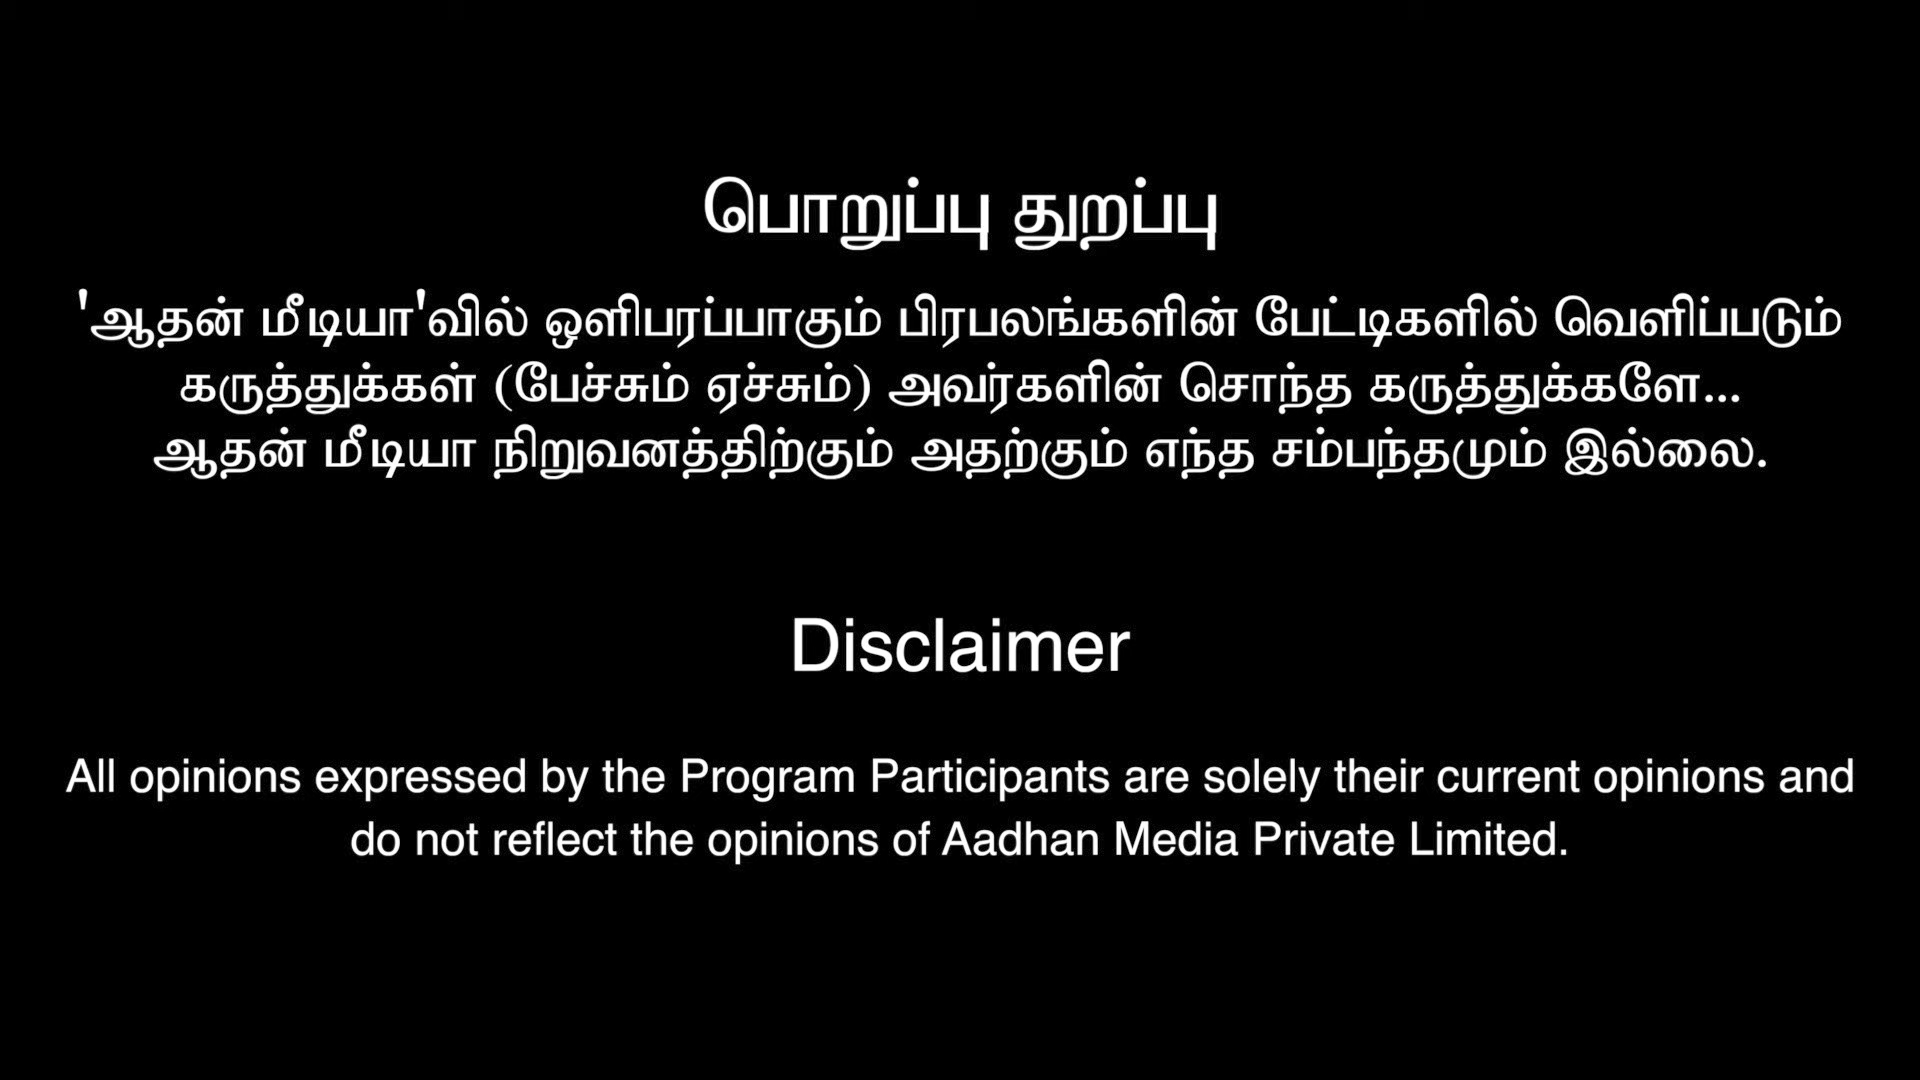 பொறுப்பு துறப்பு
'ஆதன் மீடியா'வில் ஒளிபரப்பாகும் பிரபலங்களின் பேட்டிகளில் வெளிப்படும்
கருத்துக்கள் (பேச்சும் ஏச்சும்) அவர்களின் சொந்த கருத்துக்களே...
ஆதன் மீடியா நிறுவனத்திற்கும் அதற்கும் எந்த சம்பந்தமும் இல்லை.
Disclaimer
All opinions expressed by the Program Participants are solely their current opinions and
do not reflect the opinions of Aadhan Media Private Limited.